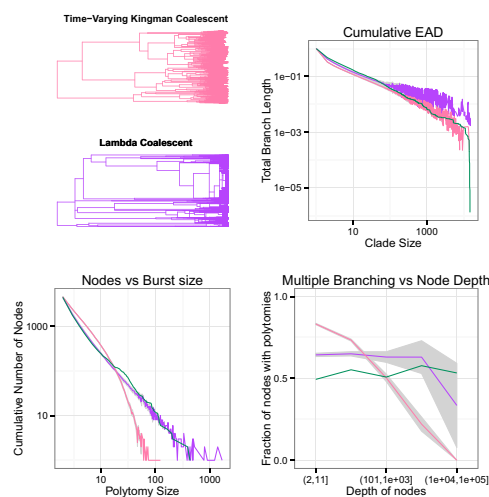 Time-Varying Kingman Coalescent
Lambda Coalescent
Cumulative EAD
Total Branch Length
1e-01
1e-03
1e-05
10
1000
Clade Size
Nodes vs Burst size
Cumulative Number of Nodes
1000
10
10
100
1000
Polytomy Size
Multiple Branching vs Node Depth
Fraction of nodes with polytomies
1.0
0.5
0.0
(2,11]
(101,1e+03]
(1e+04,1e+05]
Depth of nodes